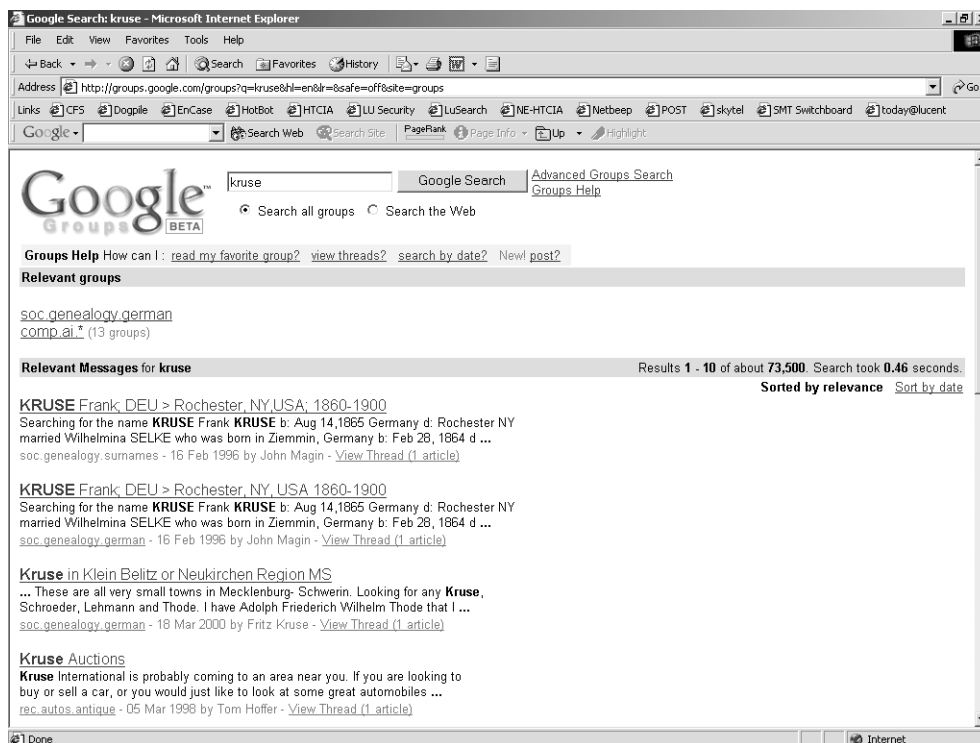 Google Search: kruse - Microsoft Internet Explorer
File Edit View Favorites Tools Help
Back Search Favorites History
Address http://groups.google.com/groups?q=kruse&hl=en&lr=&safe=off&site=groups Go
Links CFS Dogpile EnCase HotBot HTCIA LU Security LuSearch NE-HTCIA Netbeep POST skytel SMT Switchboard today@lucent
Google Search Web Search Site PageRank Page Info Up Highlight
Google™ Groups BETA
kruse Google Search Advanced Groups Search
Groups Help
Search all groups Search the Web
Groups Help How can I : read my favorite group? view threads? search by date? New! post?
Relevant groups
soc.genealogy.german
comp.ai.* (13 groups)
Relevant Messages for kruse Results 1 - 10 of about 73,500. Search took 0.46 seconds.
Sorted by relevance Sort by date
KRUSE Frank; DEU > Rochester, NY,USA; 1860-1900
Searching for the name KRUSE Frank KRUSE b: Aug 14,1865 Germany d: Rochester NY
married Wilhelmina SELKE who was born in Ziemmin, Germany b: Feb 28, 1864 d ...
soc.genealogy.surnames - 16 Feb 1996 by John Magin - View Thread (1 article)
KRUSE Frank; DEU > Rochester, NY, USA 1860-1900
Searching for the name KRUSE Frank KRUSE b: Aug 14,1865 Germany d: Rochester NY
married Wilhelmina SELKE who was born in Ziemmin, Germany b: Feb 28, 1864 d ...
soc.genealogy.german - 16 Feb 1996 by John Magin - View Thread (1 article)
Kruse in Klein Belitz or Neukirchen Region MS
... These are all very small towns in Mecklenburg- Schwerin. Looking for any Kruse,
Schroeder, Lehmann and Thode. I have Adolph Friederich Wilhelm Thode that I ...
soc.genealogy.german - 18 Mar 2000 by Fritz Kruse - View Thread (1 article)
Kruse Auctions
Kruse International is probably coming to an area near you. If you are looking to
buy or sell a car, or you would just like to look at some great automobiles ...
rec.autos.antique - 05 Mar 1998 by Tom Hoffer - View Thread (1 article)
Done Internet